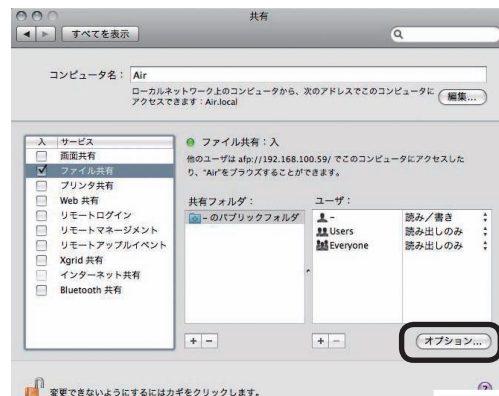 共有
すべてを表示
コンピュータ名： Air
ローカルネットワーク上のコンピュータから、次のアドレスでこのコンピュータに
アクセスできます：Air.local
編集...
入 サービス
画面共有
ファイル共有
プリンタ共有
Web 共有
リモートログイン
リモートマネージメント
リモートアップルイベント
Xgrid 共有
インターネット共有
Bluetooth 共有
ファイル共有：入
他のユーザは afp://192.168.100.59/ でこのコンピュータにアクセスした
り、“Air”をブラウズすることができます。
共有フォルダ：
- のパブリックフォルダ
ユーザ：
- 読み／書き
Users 読み出しのみ
Everyone 読み出しのみ
+ -
+ -
オプション...
変更できないようにするにはカギをクリックします。
?